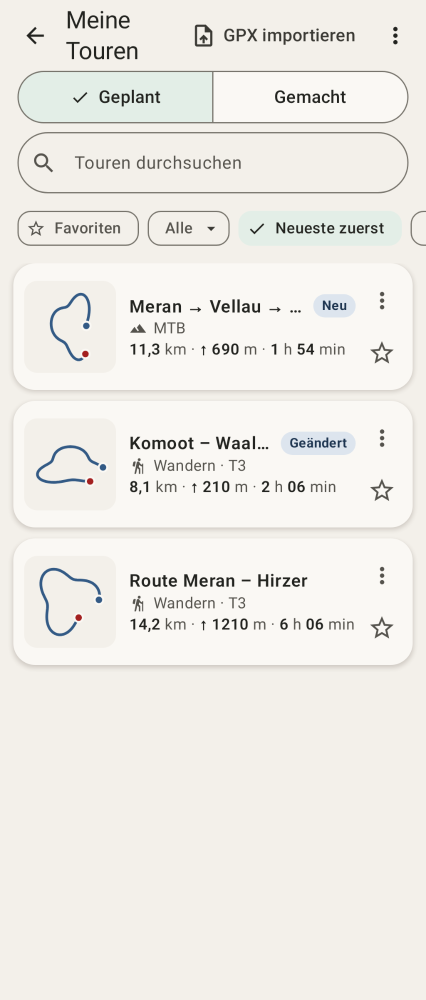 Meine
Touren
GPX importieren
Geplant
Gemacht
Touren durchsuchen
Favoriten
Alle
Neueste zuerst
Meran → Vellau → ...
Neu
MTB
11,3 km · ↑ 690 m · 1 h 54 min
Komoot – Waal...
Geändert
Wandern · T3
8,1 km · ↑ 210 m · 2 h 06 min
Route Meran – Hirzer
Wandern · T3
14,2 km · ↑ 1210 m · 6 h 06 min